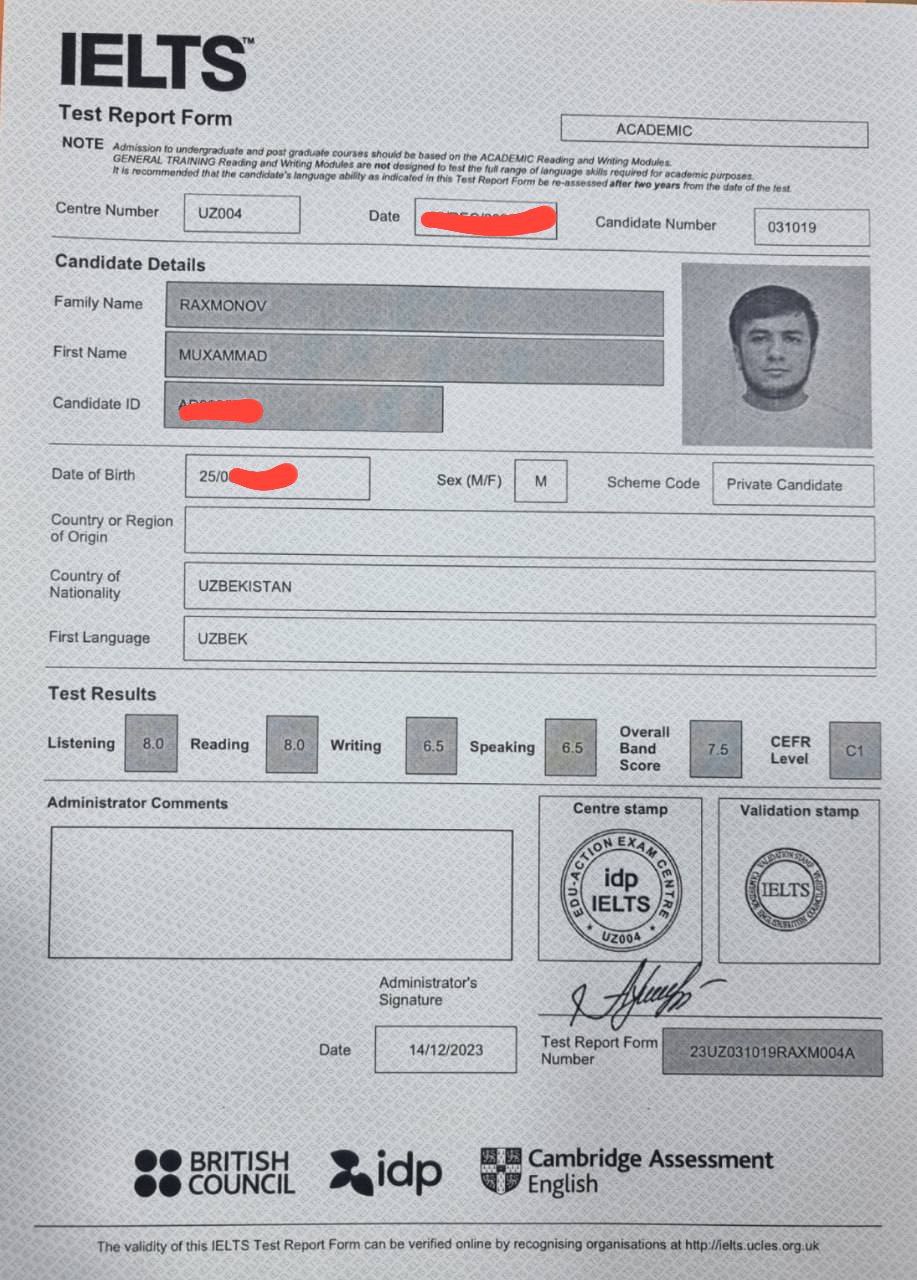 IELTS™
Test Report Form
ACADEMIC
NOTE Admission to undergraduate and post graduate courses should be based on the ACADEMIC Reading and Writing Modules.
GENERAL TRAINING Reading and Writing Modules are not designed to test the full range of language skills required for academic purposes.
It is recommended that the candidate's language ability as indicated in this Test Report Form be re-assessed after two years from the date of the test.
Centre Number UZ004 Date Candidate Number 031019
Candidate Details
Family Name RAXMONOV
First Name MUXAMMAD
Candidate ID
Date of Birth 25/0 Sex (M/F) M Scheme Code Private Candidate
Country or Region
of Origin
Country of
Nationality UZBEKISTAN
First Language UZBEK
Test Results
Listening 8.0 Reading 8.0 Writing 6.5 Speaking 6.5 Overall Band Score 7.5 CEFR Level C1
Administrator Comments
Centre stamp
EDU-ACTION EXAM CENTRE
idp
IELTS
UZ004
Validation stamp
IELTS
Administrator's
Signature
Date 14/12/2023
Test Report Form
Number 23UZ031019RAXM004A
BRITISH
COUNCIL
idp
Cambridge Assessment
English
The validity of this IELTS Test Report Form can be verified online by recognising organisations at http://ielts.ucles.org.uk